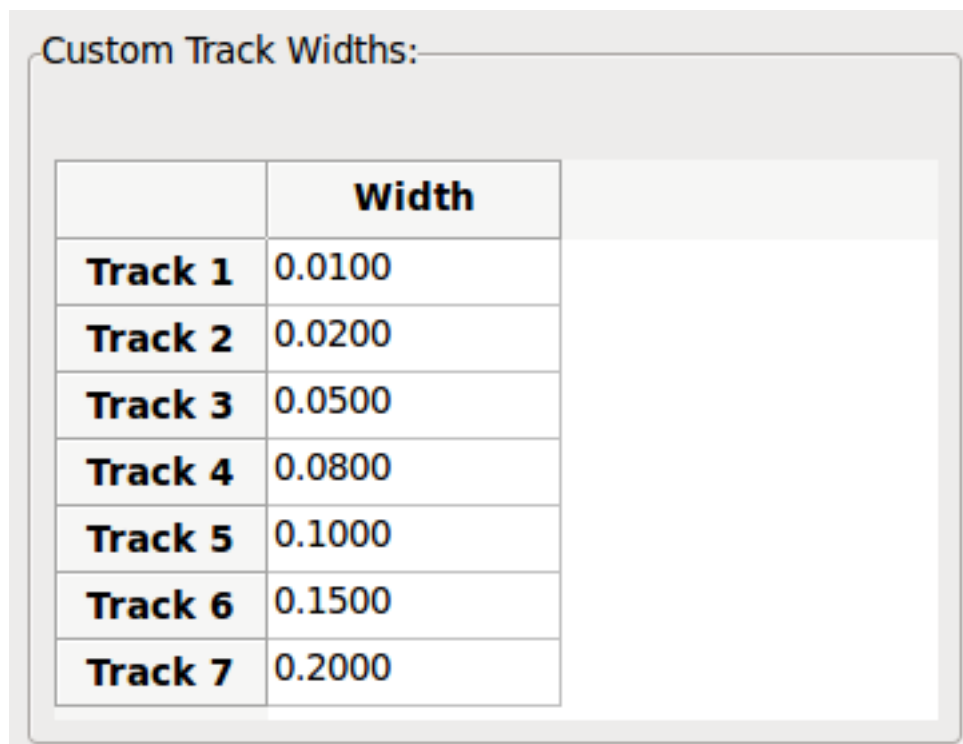 Custom Track Widths:
Width
Track 1 0.0100
Track 2 0.0200
Track 3 0.0500
Track 4 0.0800
Track 5 0.1000
Track 6 0.1500
Track 7 0.2000